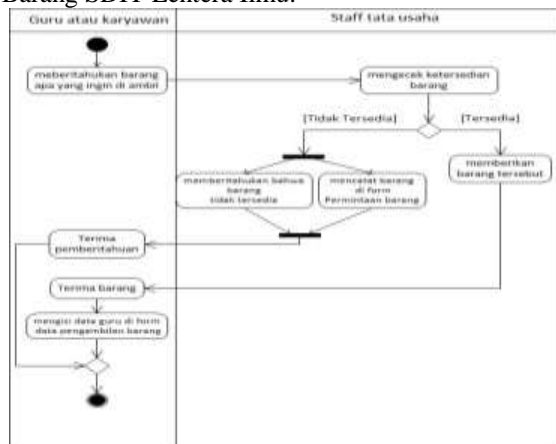 Barang SDIT Lentera Ilmu.
Guru atau karyawan
Staff tata usaha
meberitahukan barang
apa yang ingin di ambil
mengecek ketersedian
barang
[Tidak Tersedia]
[Tersedia]
memberitahukan bahwa
barang
tidak tersedia
mencatat barang
di form
Permintaan barang
memberikan
barang tersebut
Terima
pemberitahuan
Terima barang
mengisi data guru di form
data pengambilan barang